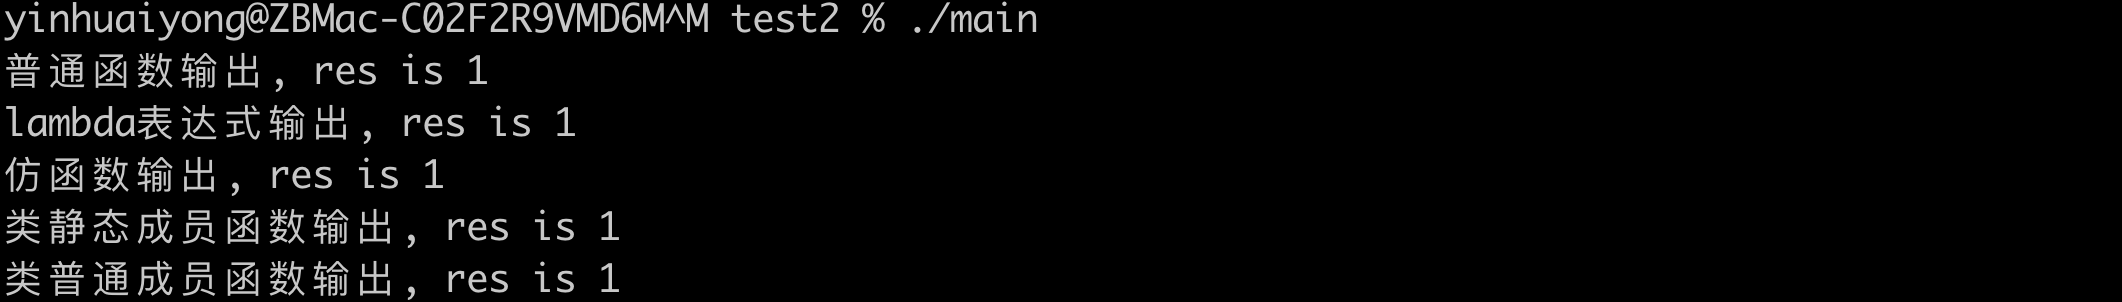 yinhuaiyong@ZBMac-C02F2R9VMD6M^M test2 % ./main
普通函数输出, res is 1
lambda表达式输出, res is 1
仿函数输出, res is 1
类静态成员函数输出, res is 1
类普通成员函数输出, res is 1